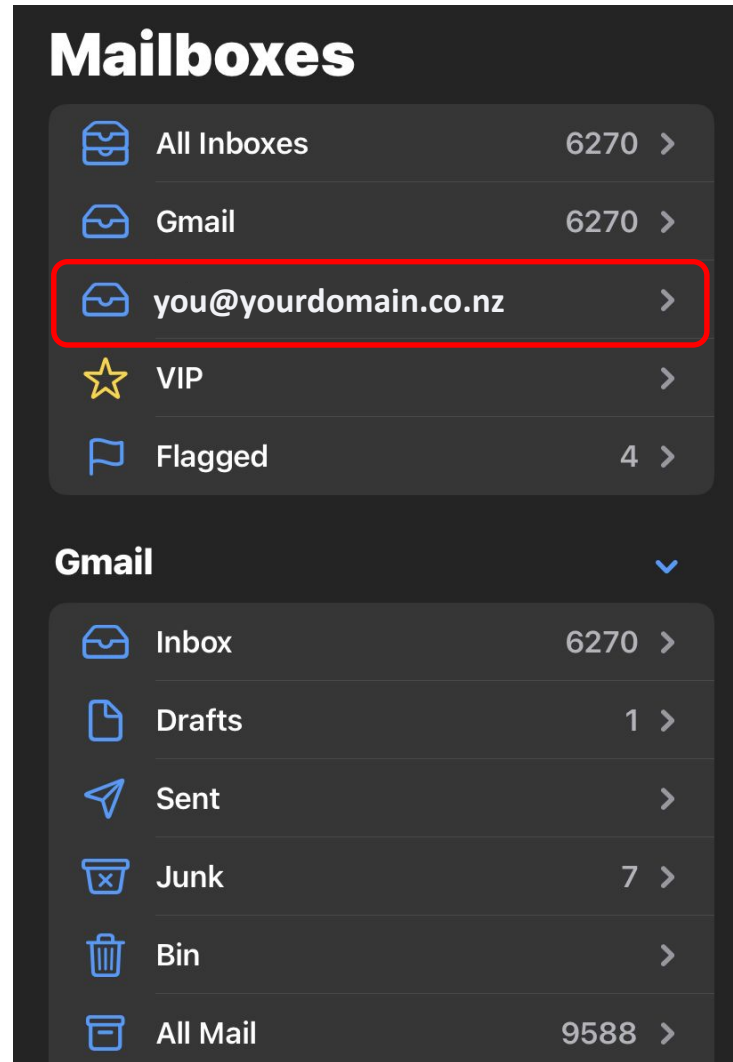 Mailboxes
All Inboxes 6270
Gmail 6270
you@yourdomain.co.nz
VIP
Flagged 4
Gmail
Inbox 6270
Drafts 1
Sent
Junk 7
Bin
All Mail 9588